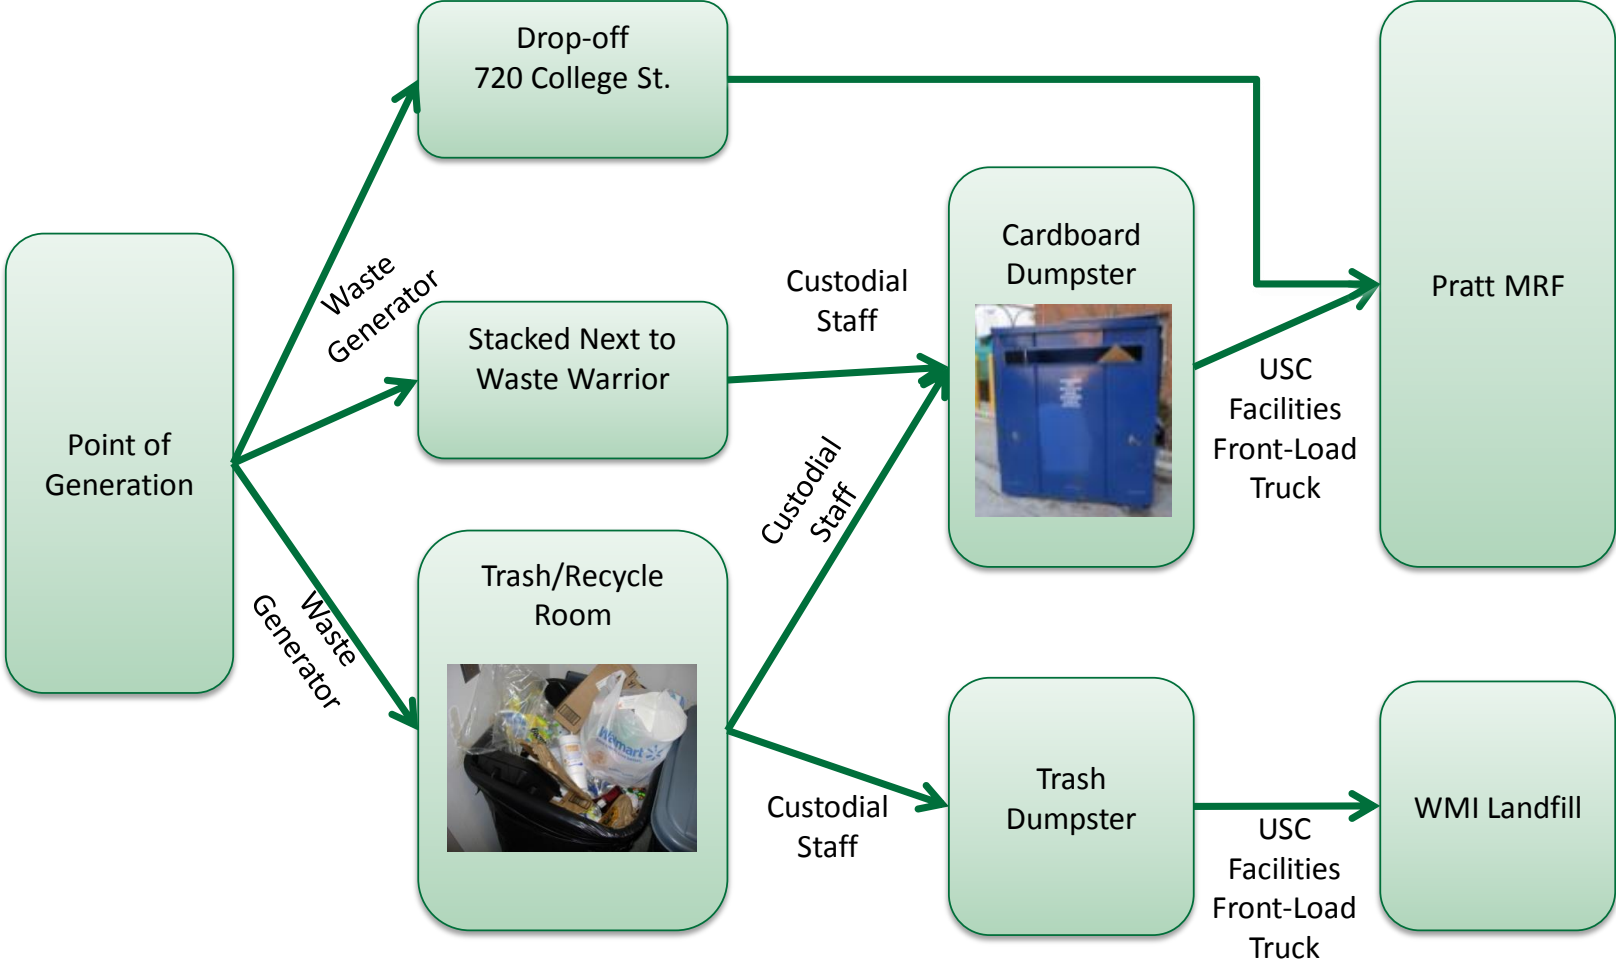 Drop-off
720 College St.
Waste
Generator
Stacked Next to
Waste Warrior
Custodial
Staff
Cardboard
Dumpster
Pratt MRF
USC
Facilities
Front-Load
Truck
Point of
Generation
Custodial
Staff
Waste
Generator
Trash/Recycle
Room
Walmart
Custodial
Staff
Trash
Dumpster
WMI Landfill
USC
Facilities
Front-Load
Truck